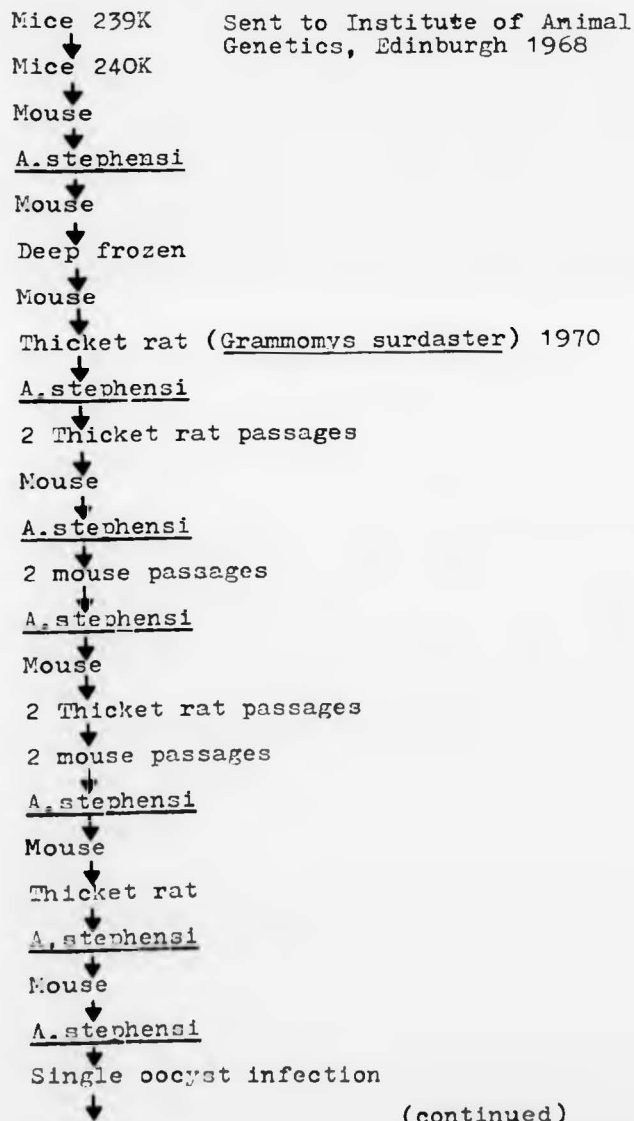 Mice 239K Sent to Institute of Animal
Genetics, Edinburgh 1968
Mice 240K
Mouse
A.stephensi
Mouse
Deep frozen
Mouse
Thicket rat (Grammomys surdaster) 1970
A.stephensi
2 Thicket rat passages
Mouse
A.stephensi
2 mouse passages
A.stephensi
Mouse
2 Thicket rat passages
2 mouse passages
A.stephensi
Mouse
Thicket rat
A.stephensi
Mouse
A.stephensi
Single oocyst infection
(continued)